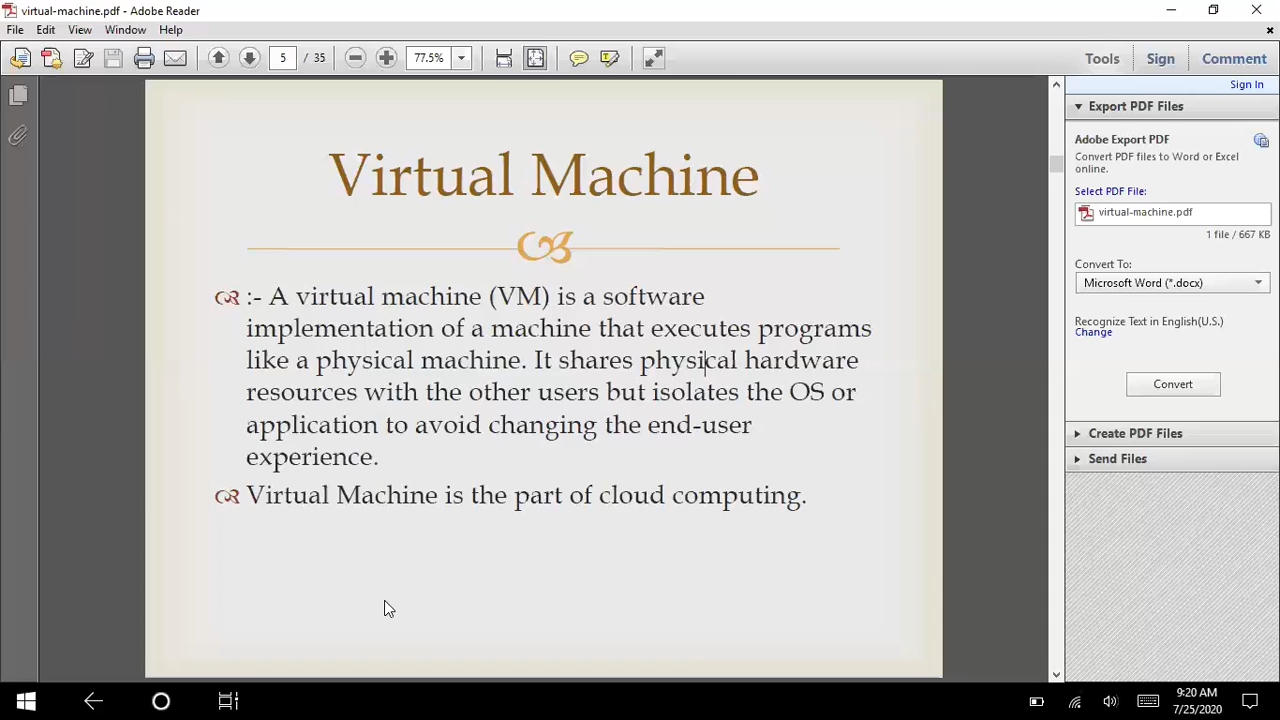 virtual-machine.pdf - Adobe Reader
File Edit View Window Help
5 / 35 77.5% Tools Sign Comment
Sign In
Export PDF Files
Adobe Export PDF
Convert PDF files to Word or Excel
online.
Select PDF File:
virtual-machine.pdf
1 file / 667 KB
Convert To:
Microsoft Word (*.docx)
Recognize Text in English(U.S.)
Change
Convert
Create PDF Files
Send Files
Virtual Machine
:- A virtual machine (VM) is a software
implementation of a machine that executes programs
like a physical machine. It shares physical hardware
resources with the other users but isolates the OS or
application to avoid changing the end-user
experience.
Virtual Machine is the part of cloud computing.
9:20 AM
7/25/2020